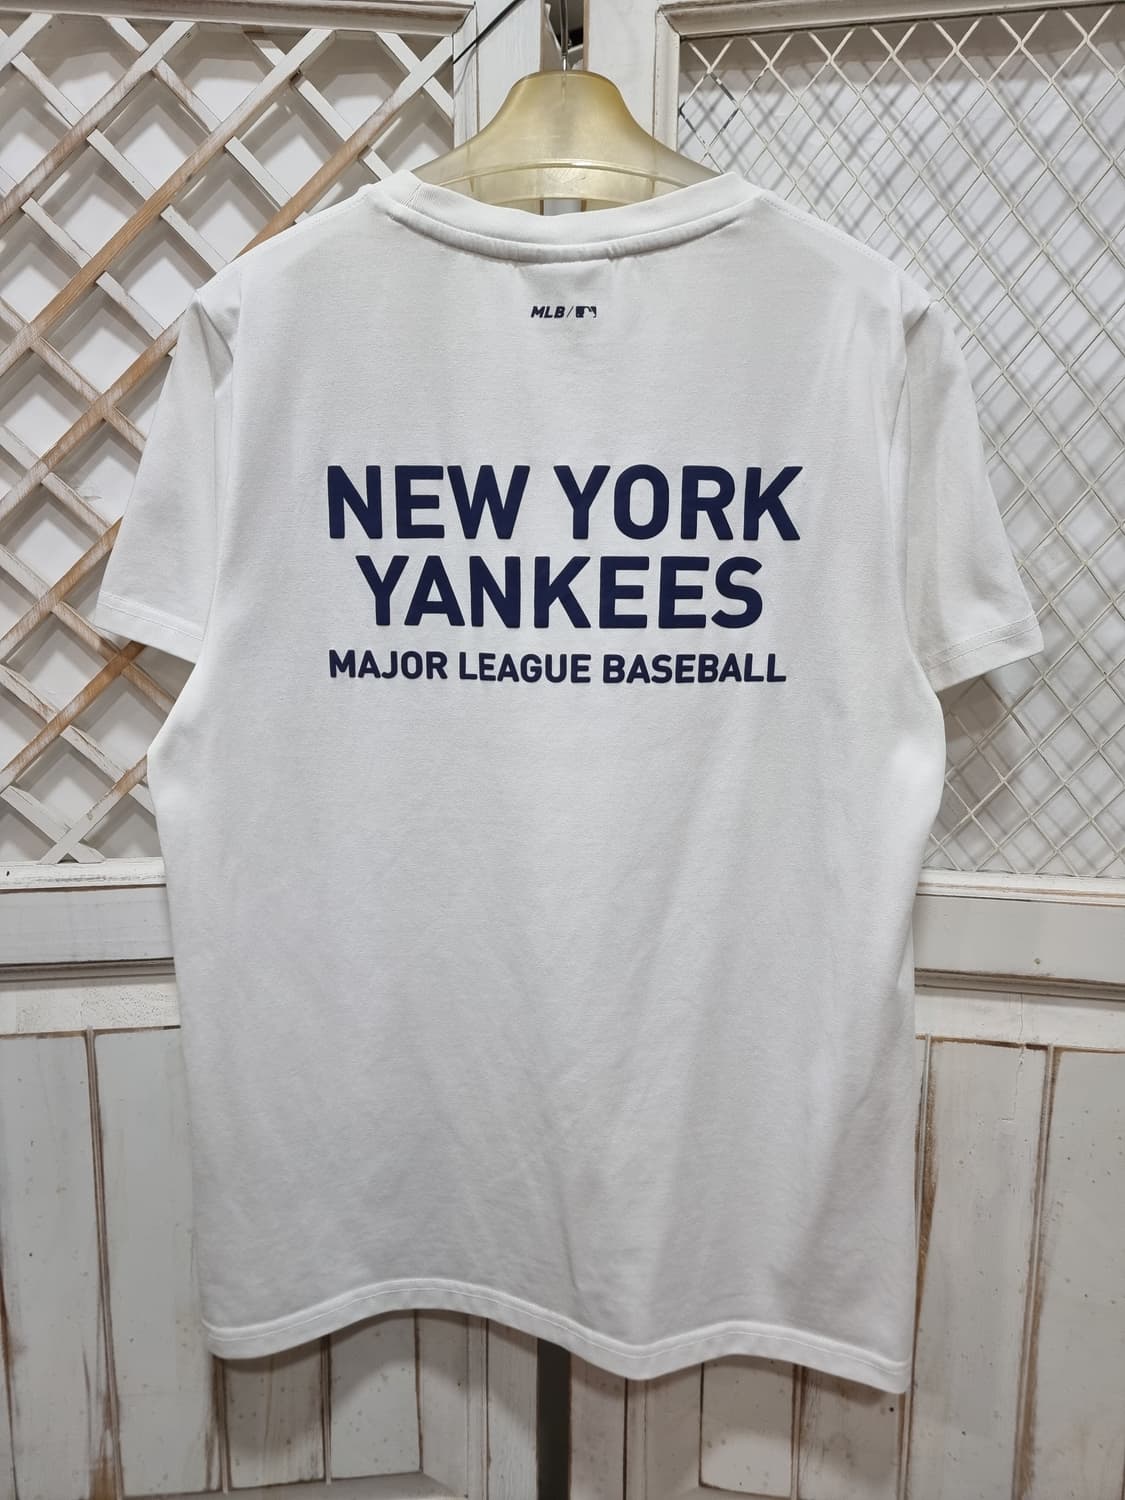 MLB/
NEW YORK
YANKEES
MAJOR LEAGUE BASEBALL